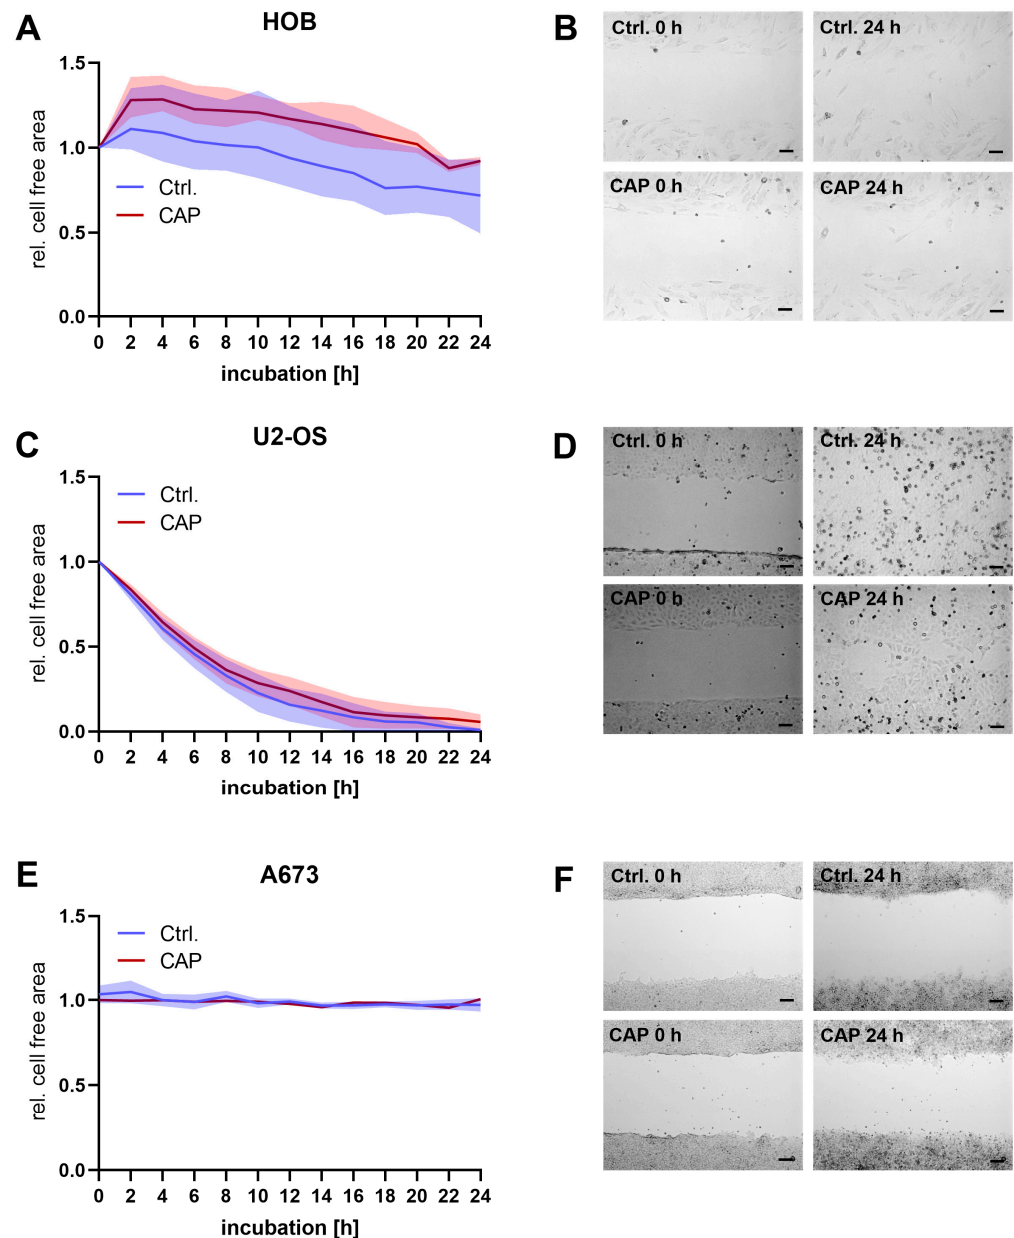 A
HOB
rel. cell free area
1.5
1.0
0.5
0.0
Ctrl.
CAP
0 2 4 6 8 10 12 14 16 18 20 22 24
incubation [h]
B
Ctrl. 0 h
Ctrl. 24 h
CAP 0 h
CAP 24 h
C
U2-OS
rel. cell free area
1.5
1.0
0.5
0.0
Ctrl.
CAP
0 2 4 6 8 10 12 14 16 18 20 22 24
incubation [h]
D
Ctrl. 0 h
Ctrl. 24 h
CAP 0 h
CAP 24 h
E
A673
rel. cell free area
1.5
1.0
0.5
0.0
Ctrl.
CAP
0 2 4 6 8 10 12 14 16 18 20 22 24
incubation [h]
F
Ctrl. 0 h
Ctrl. 24 h
CAP 0 h
CAP 24 h